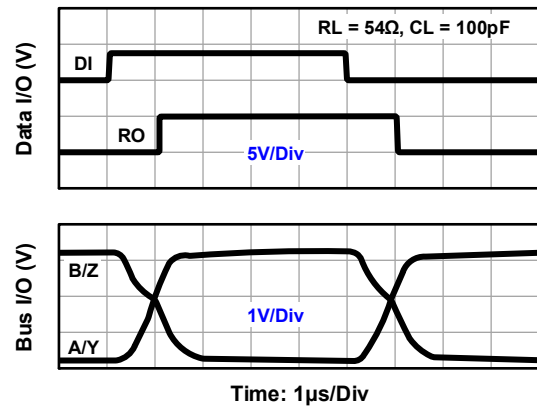 RL = 54Ω, CL = 100pF
Data I/O (V)
DI
RO
5V/Div
Bus I/O (V)
B/Z
1V/Div
A/Y
Time: 1μs/Div